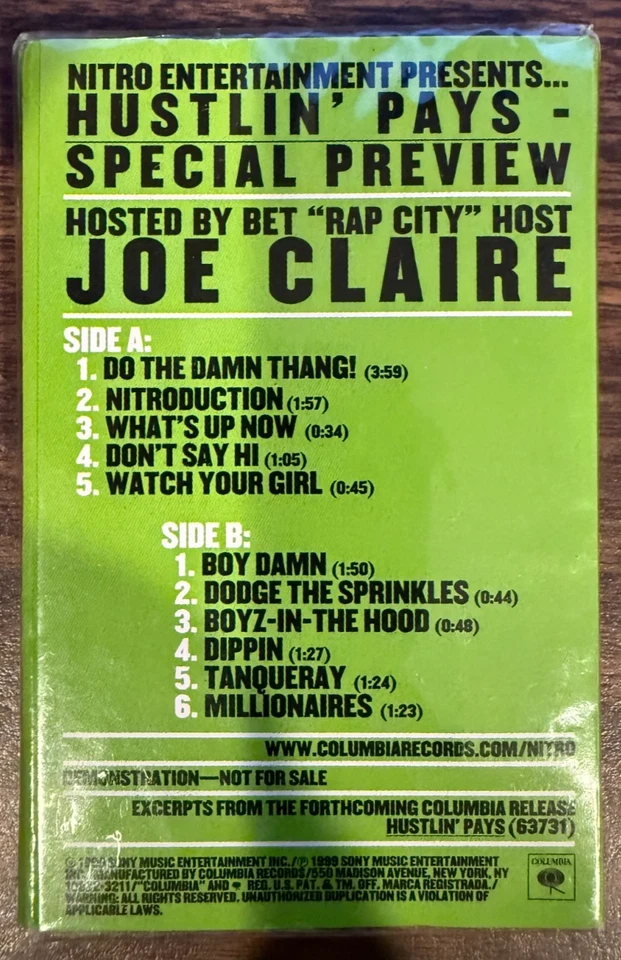 NITRO ENTERTAINMENT PRESENTS...
HUSTLIN' PAYS -
SPECIAL PREVIEW
HOSTED BY BET "RAP CITY" HOST
JOE CLAIRE
SIDE A:
1. DO THE DAMN THANG! (3:59)
2. NITRODUCTION (1:57)
3. WHAT'S UP NOW (0:34)
4. DON'T SAY HI (1:05)
5. WATCH YOUR GIRL (0:45)
SIDE B:
1. BOY DAMN (1:50)
2. DODGE THE SPRINKLES (0:44)
3. BOYZ-IN-THE HOOD (0:48)
4. DIPPIN (1:27)
5. TANQUERAY (1:24)
6. MILLIONAIRES (1:23)
WWW.COLUMBIARECORDS.COM/NITRO
DEMONSTRATION—NOT FOR SALE
EXCERPTS FROM THE FORTHCOMING COLUMBIA RELEASE
HUSTLIN' PAYS (63731)
© 1999 SONY MUSIC ENTERTAINMENT INC./℗ 1999 SONY MUSIC ENTERTAINMENT
INC./MANUFACTURED BY COLUMBIA RECORDS/550 MADISON AVENUE, NEW YORK, NY
10022-3211/"COLUMBIA" AND REG. U.S. PAT. & TM. OFF. MARCA REGISTRADA./
WARNING: ALL RIGHTS RESERVED. UNAUTHORIZED DUPLICATION IS A VIOLATION OF
APPLICABLE LAWS.
COLUMBIA